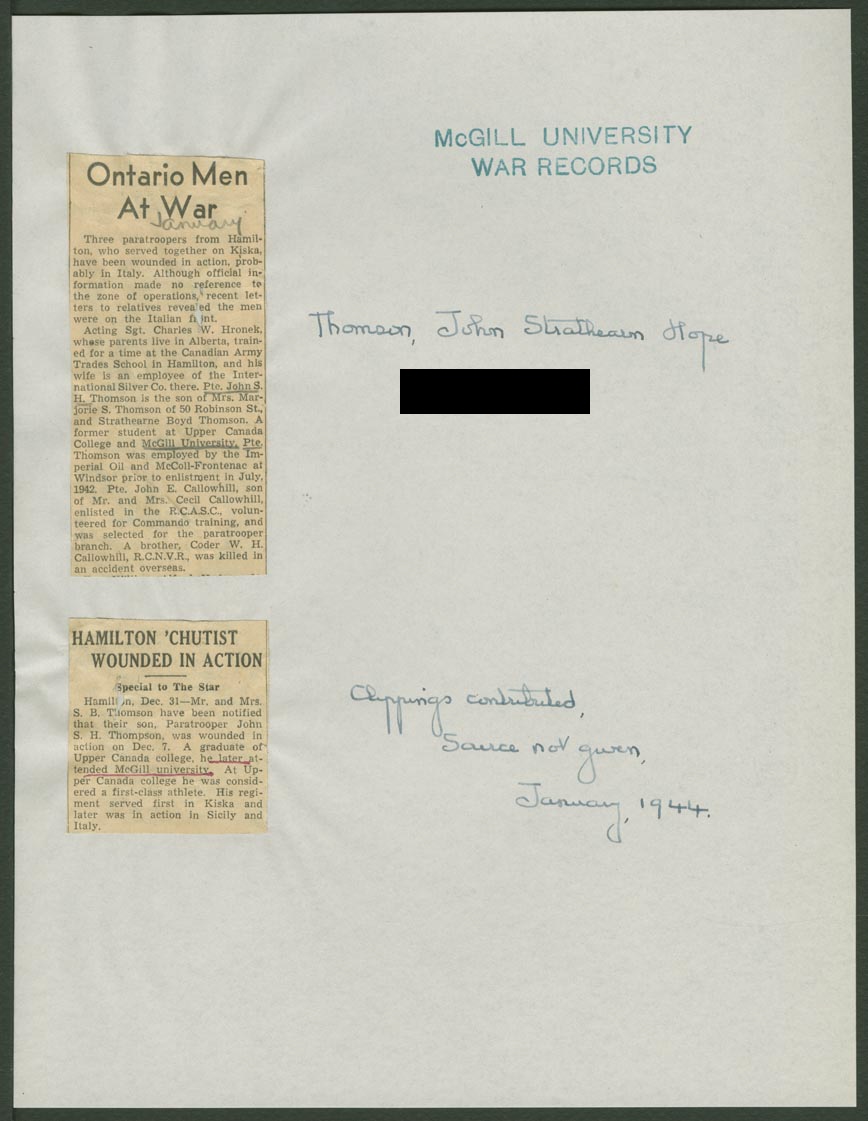 McGILL UNIVERSITY
WAR RECORDS
Ontario Men
At War
January
Three paratroopers from Hamil-
ton, who served together on Kiska,
have been wounded in action, prob-
ably in Italy. Although official in-
formation made no reference to
the zone of operations, recent let-
ters to relatives revealed the men
were on the Italian front.
Acting Sgt. Charles W. Hronek,
whose parents live in Alberta, train-
ed for a time at the Canadian Army
Trades School in Hamilton, and his
wife is an employee of the Inter-
national Silver Co. there. Pte. John S.
H. Thomson is the son of Mrs. Mar-
jorie S. Thomson of 50 Robinson St.,
and Strathearne Boyd Thomson. A
former student at Upper Canada
College and McGill University, Pte.
Thomson was employed by the Im-
perial Oil and McColl-Frontenac at
Windsor prior to enlistment in July,
1942. Pte. John E. Callowhill, son
of Mr. and Mrs. Cecil Callowhill,
enlisted in the R.C.A.S.C., volun-
teered for Commando training, and
was selected for the paratrooper
branch. A brother, Coder W. H.
Callowhill, R.C.N.V.R., was killed in
an accident overseas.
Thomson, John Strathearn Hope
HAMILTON 'CHUTIST
WOUNDED IN ACTION
Special to The Star
Hamilton, Dec. 31—Mr. and Mrs.
S. B. Thomson have been notified
that their son, Paratrooper John
S. H. Thompson, was wounded in
action on Dec. 7. A graduate of
Upper Canada college, he later at-
tended McGill university. At Up-
per Canada college he was consid-
ered a first-class athlete. His regi-
ment served first in Kiska and
later was in action in Sicily and
Italy.
Clippings contributed,
Source not given,
January, 1944.